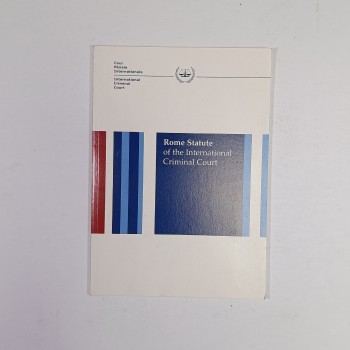 Cour
Pénale
Internationale
International
Criminal
Court
Rome Statute
of the International
Criminal Court